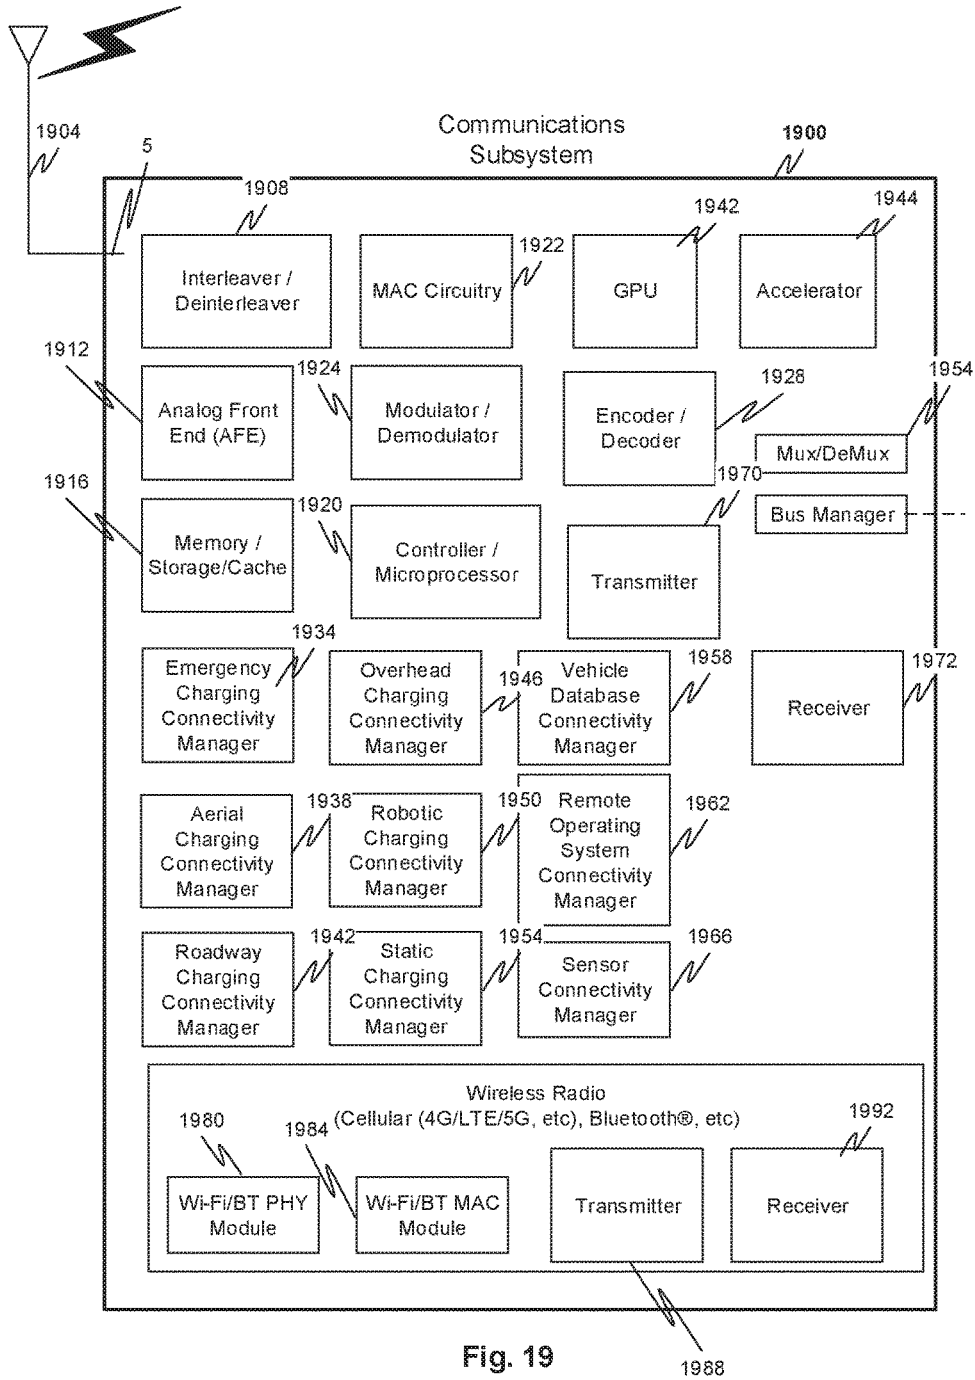 Communications
Subsystem
1900
1904
5
1908
1942
1944
1922
Interleaver /
Deinterleaver
MAC Circuitry
GPU
Accelerator
1912
1924
1928
1954
Analog Front
End (AFE)
Modulator /
Demodulator
Encoder /
Decoder
Mux/DeMux
1970
1916
1920
Bus Manager
Memory /
Storage/Cache
Controller /
Microprocessor
Transmitter
1934
1946
1958
1972
Emergency
Charging
Connectivity
Manager
Overhead
Charging
Connectivity
Manager
Vehicle
Database
Connectivity
Manager
Receiver
1938
1950
1962
Aerial
Charging
Connectivity
Manager
Robotic
Charging
Connectivity
Manager
Remote
Operating
System
Connectivity
Manager
1942
1954
1966
Roadway
Charging
Connectivity
Manager
Static
Charging
Connectivity
Manager
Sensor
Connectivity
Manager
Wireless Radio
(Cellular (4G/LTE/5G, etc), Bluetooth®, etc)
1980
1984
1992
Wi-Fi/BT PHY
Module
Wi-Fi/BT MAC
Module
Transmitter
Receiver
1988
Fig. 19